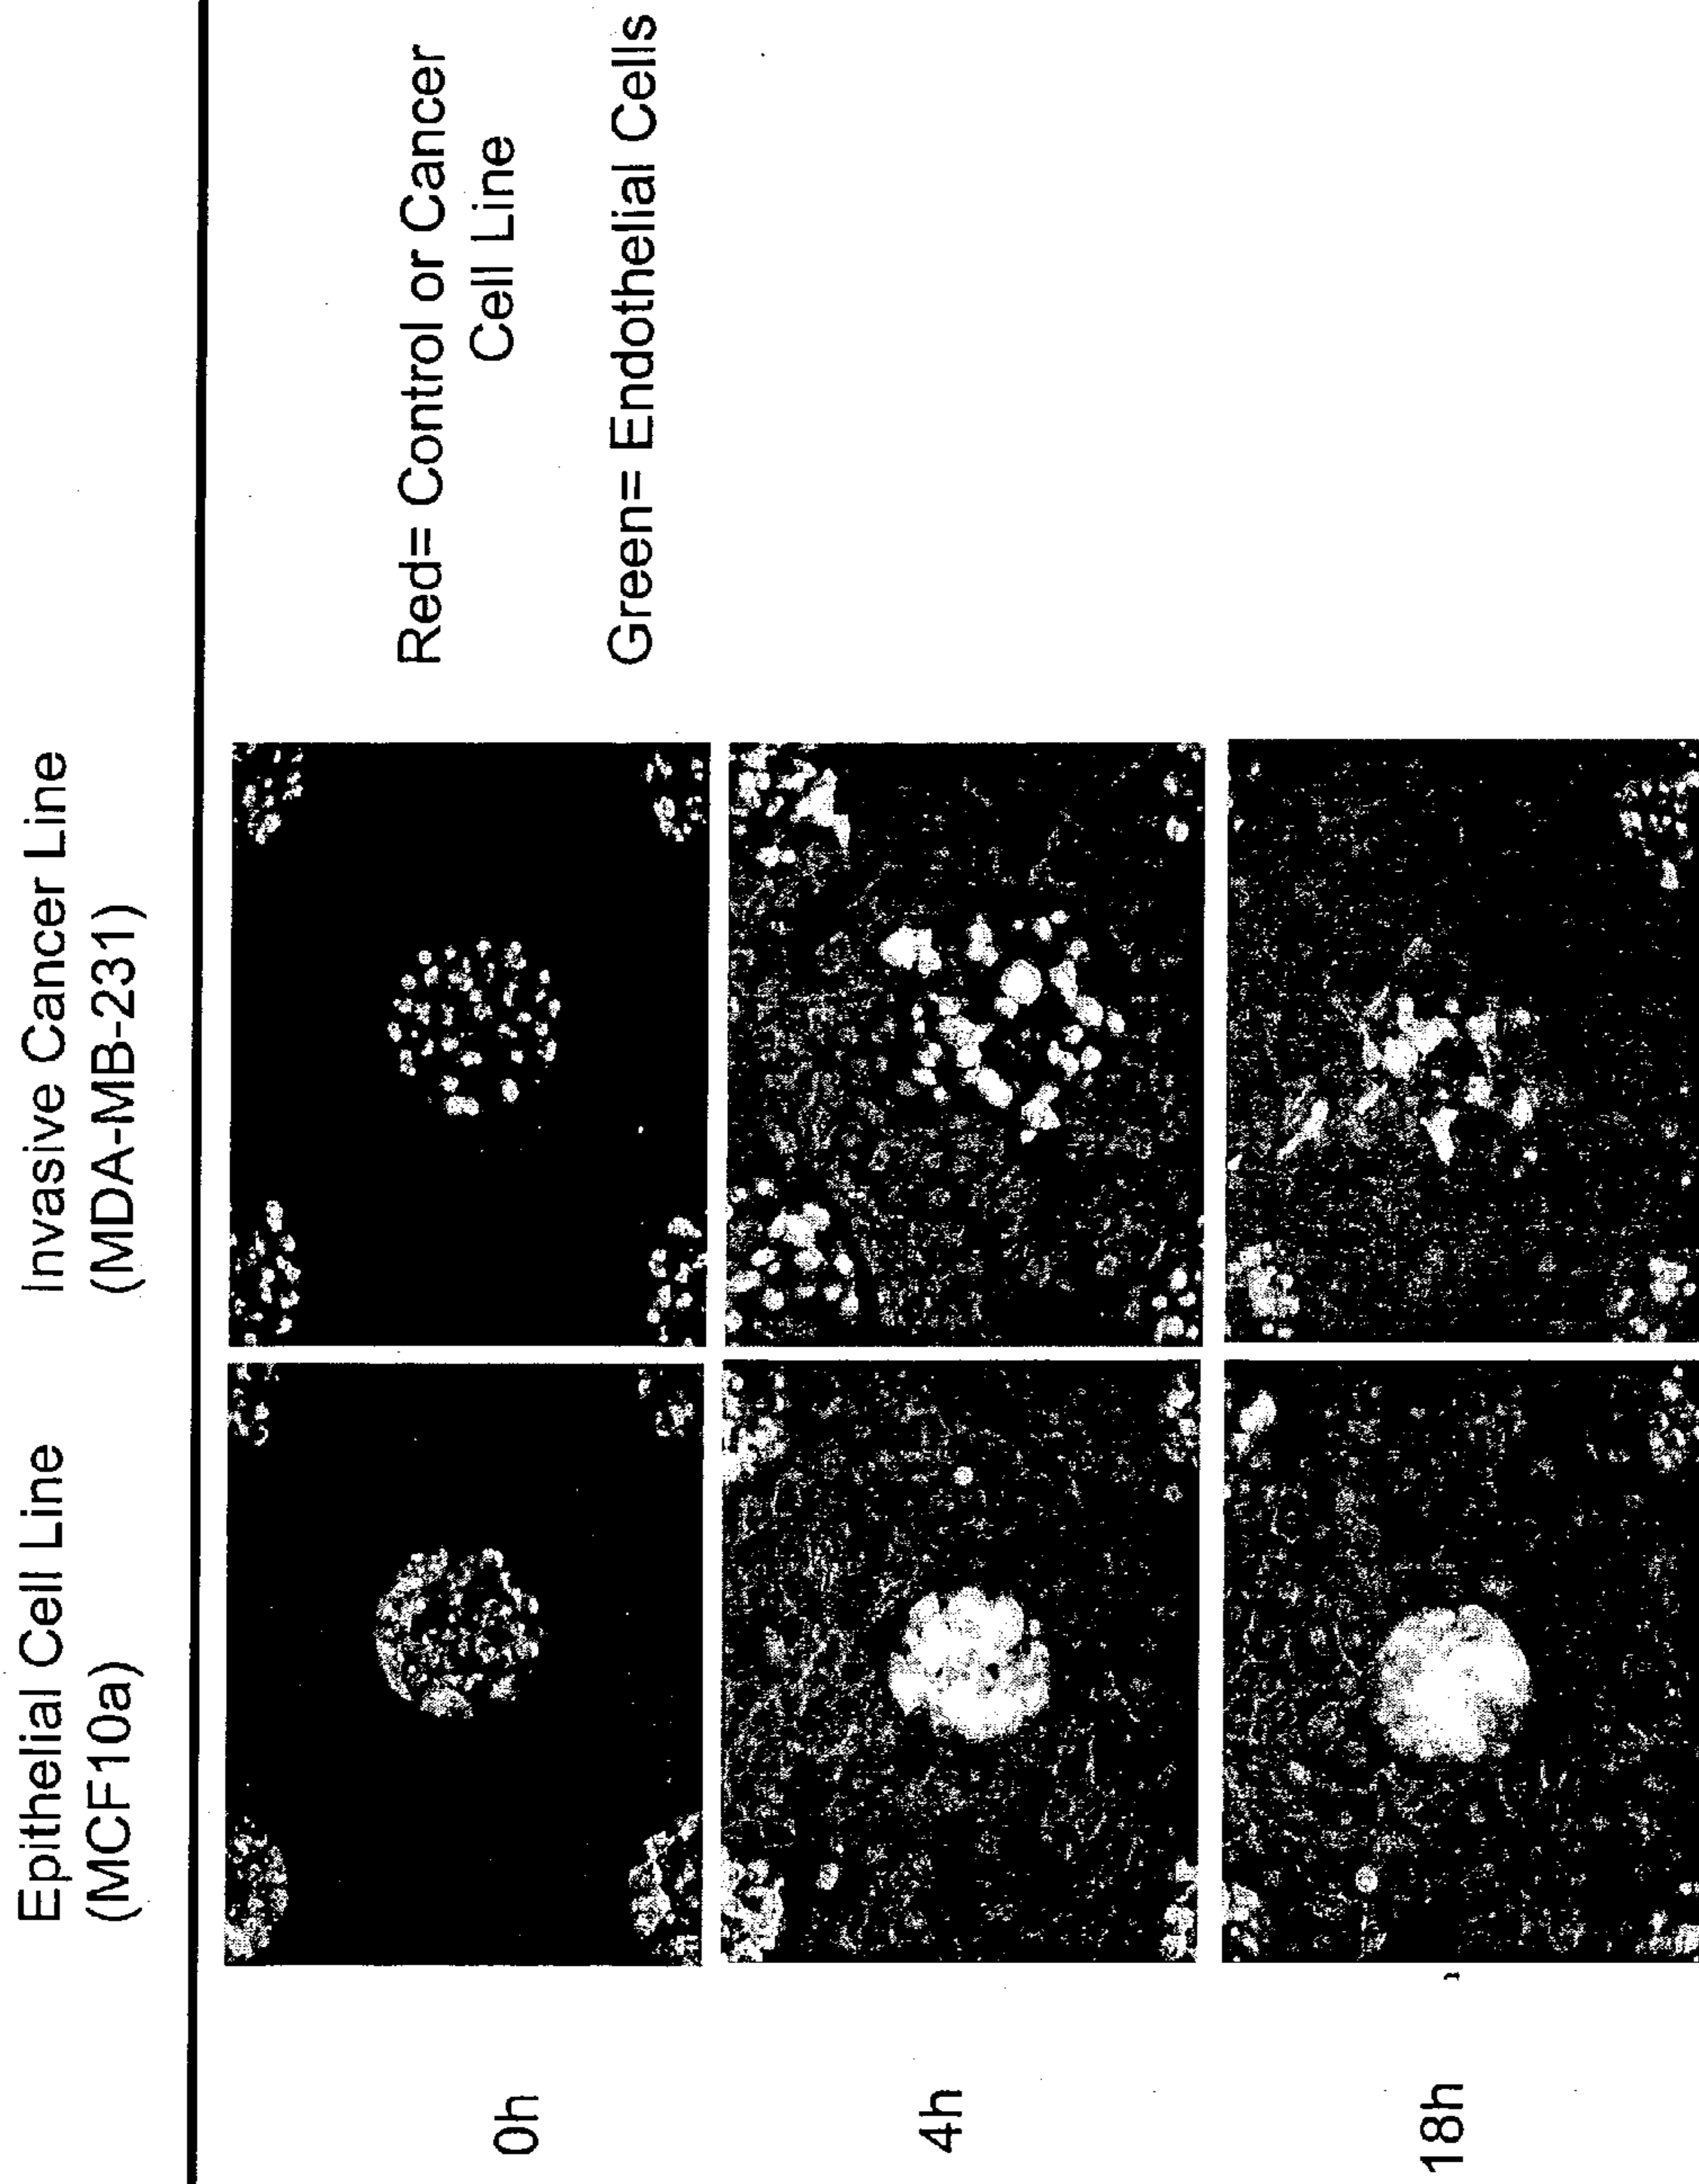 Epithelial Cell Line
(MCF10a)
Invasive Cancer Line
(MDA-MB-231)
0h
4h
18h
Red= Control or Cancer
Cell Line
Green= Endothelial Cells